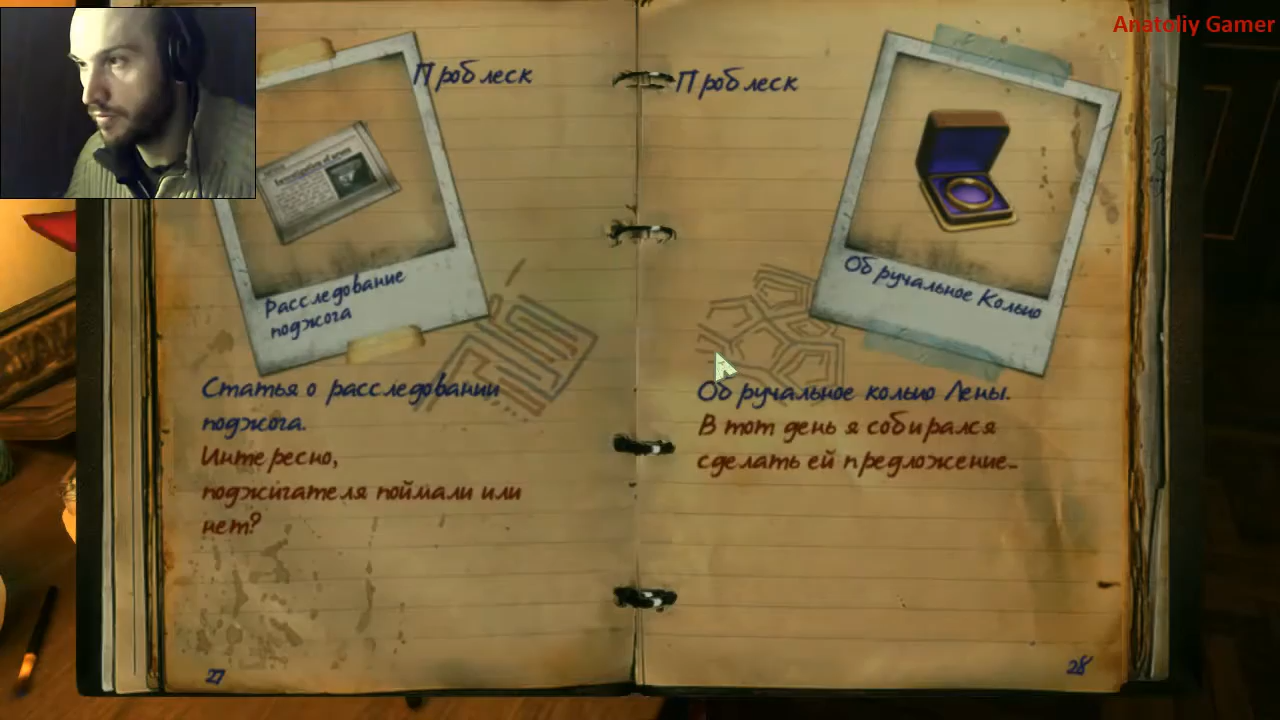 Anatoliy Gamer
Проблеск
Расследование
поджога
Статья о расследовании
поджога.
Интересно,
поджигателя поймали или
нет?
27
Проблеск
Обручальное Кольцо
Обручальное кольцо Лены.
В тот день я собирался
сделать ей предложение...
28